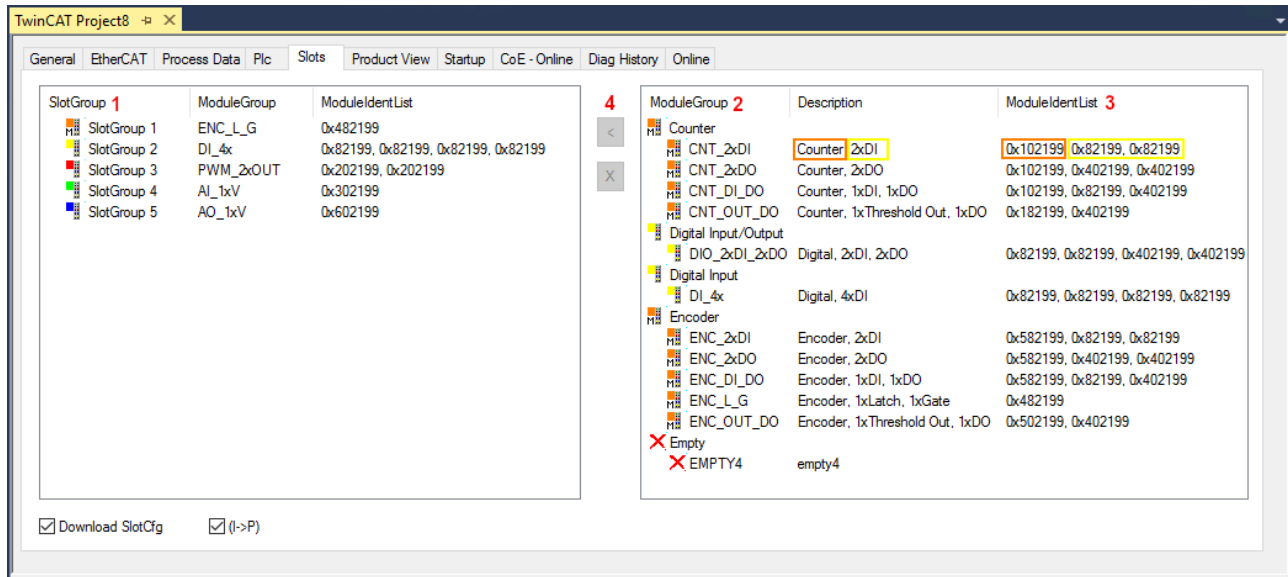 TwinCAT Project8
General EtherCAT Process Data Plc Slots Product View Startup CoE - Online Diag History Online
SlotGroup 1 ModuleGroup ModuleIdentList
SlotGroup 1 ENC_L_G 0x482199
SlotGroup 2 DI_4x 0x82199, 0x82199, 0x82199, 0x82199
SlotGroup 3 PWM_2xOUT 0x202199, 0x202199
SlotGroup 4 AI_1xV 0x302199
SlotGroup 5 AO_1xV 0x602199
4
<
X
ModuleGroup 2 Description ModuleIdentList 3
Counter
CNT_2xDI Counter, 2xDI 0x102199, 0x82199, 0x82199
CNT_2xDO Counter, 2xDO 0x102199, 0x402199, 0x402199
CNT_DI_DO Counter, 1xDI, 1xDO 0x102199, 0x82199, 0x402199
CNT_OUT_DO Counter, 1xThreshold Out, 1xDO 0x182199, 0x402199
Digital Input/Output
DIO_2xDI_2xDO Digital, 2xDI, 2xDO 0x82199, 0x82199, 0x402199, 0x402199
Digital Input
DI_4x Digital, 4xDI 0x82199, 0x82199, 0x82199, 0x82199
Encoder
ENC_2xDI Encoder, 2xDI 0x582199, 0x82199, 0x82199
ENC_2xDO Encoder, 2xDO 0x582199, 0x402199, 0x402199
ENC_DI_DO Encoder, 1xDI, 1xDO 0x582199, 0x82199, 0x402199
ENC_L_G Encoder, 1xLatch, 1xGate 0x482199
ENC_OUT_DO Encoder, 1xThreshold Out, 1xDO 0x502199, 0x402199
Empty
EMPTY4 empty4
Download SlotCfg (I->P)